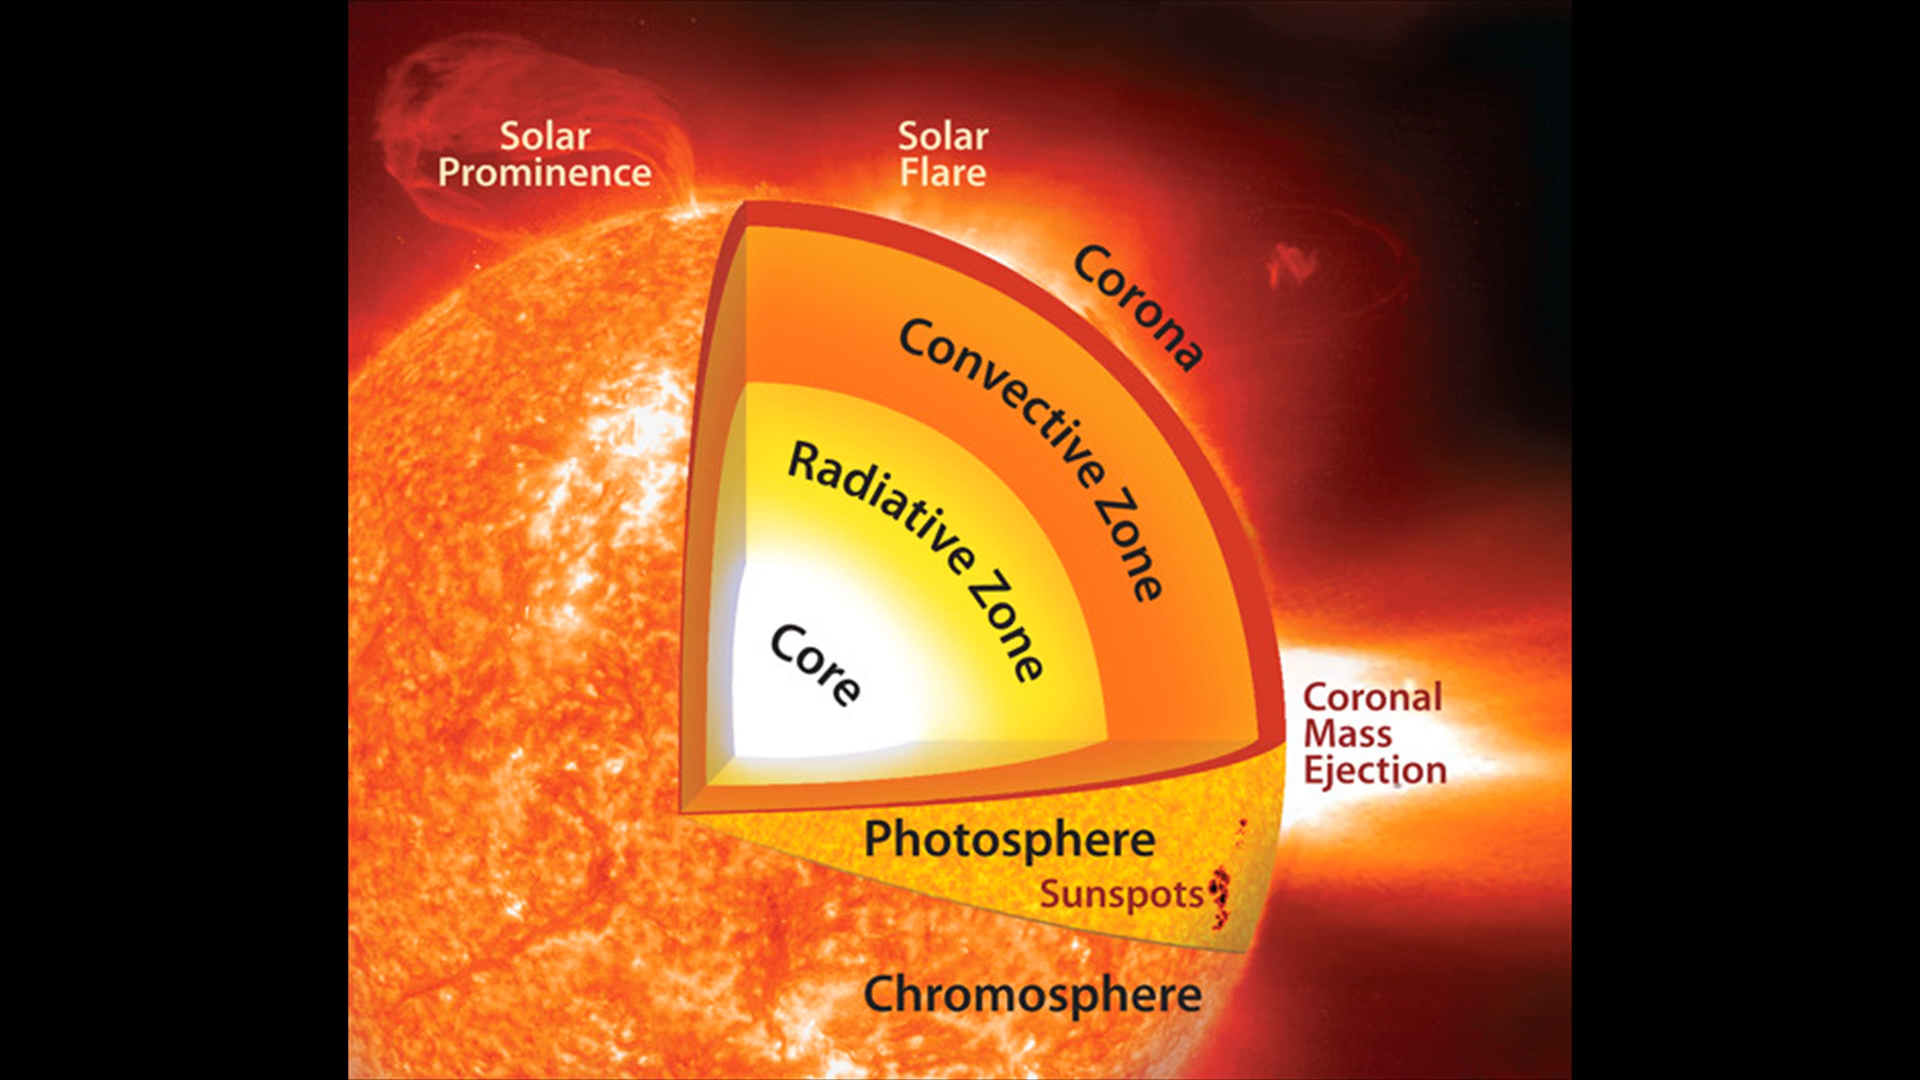 Solar
Prominence
Solar
Flare
Corona
Convective Zone
Radiative Zone
Core
Coronal
Mass
Ejection
Photosphere
Sunspots
Chromosphere